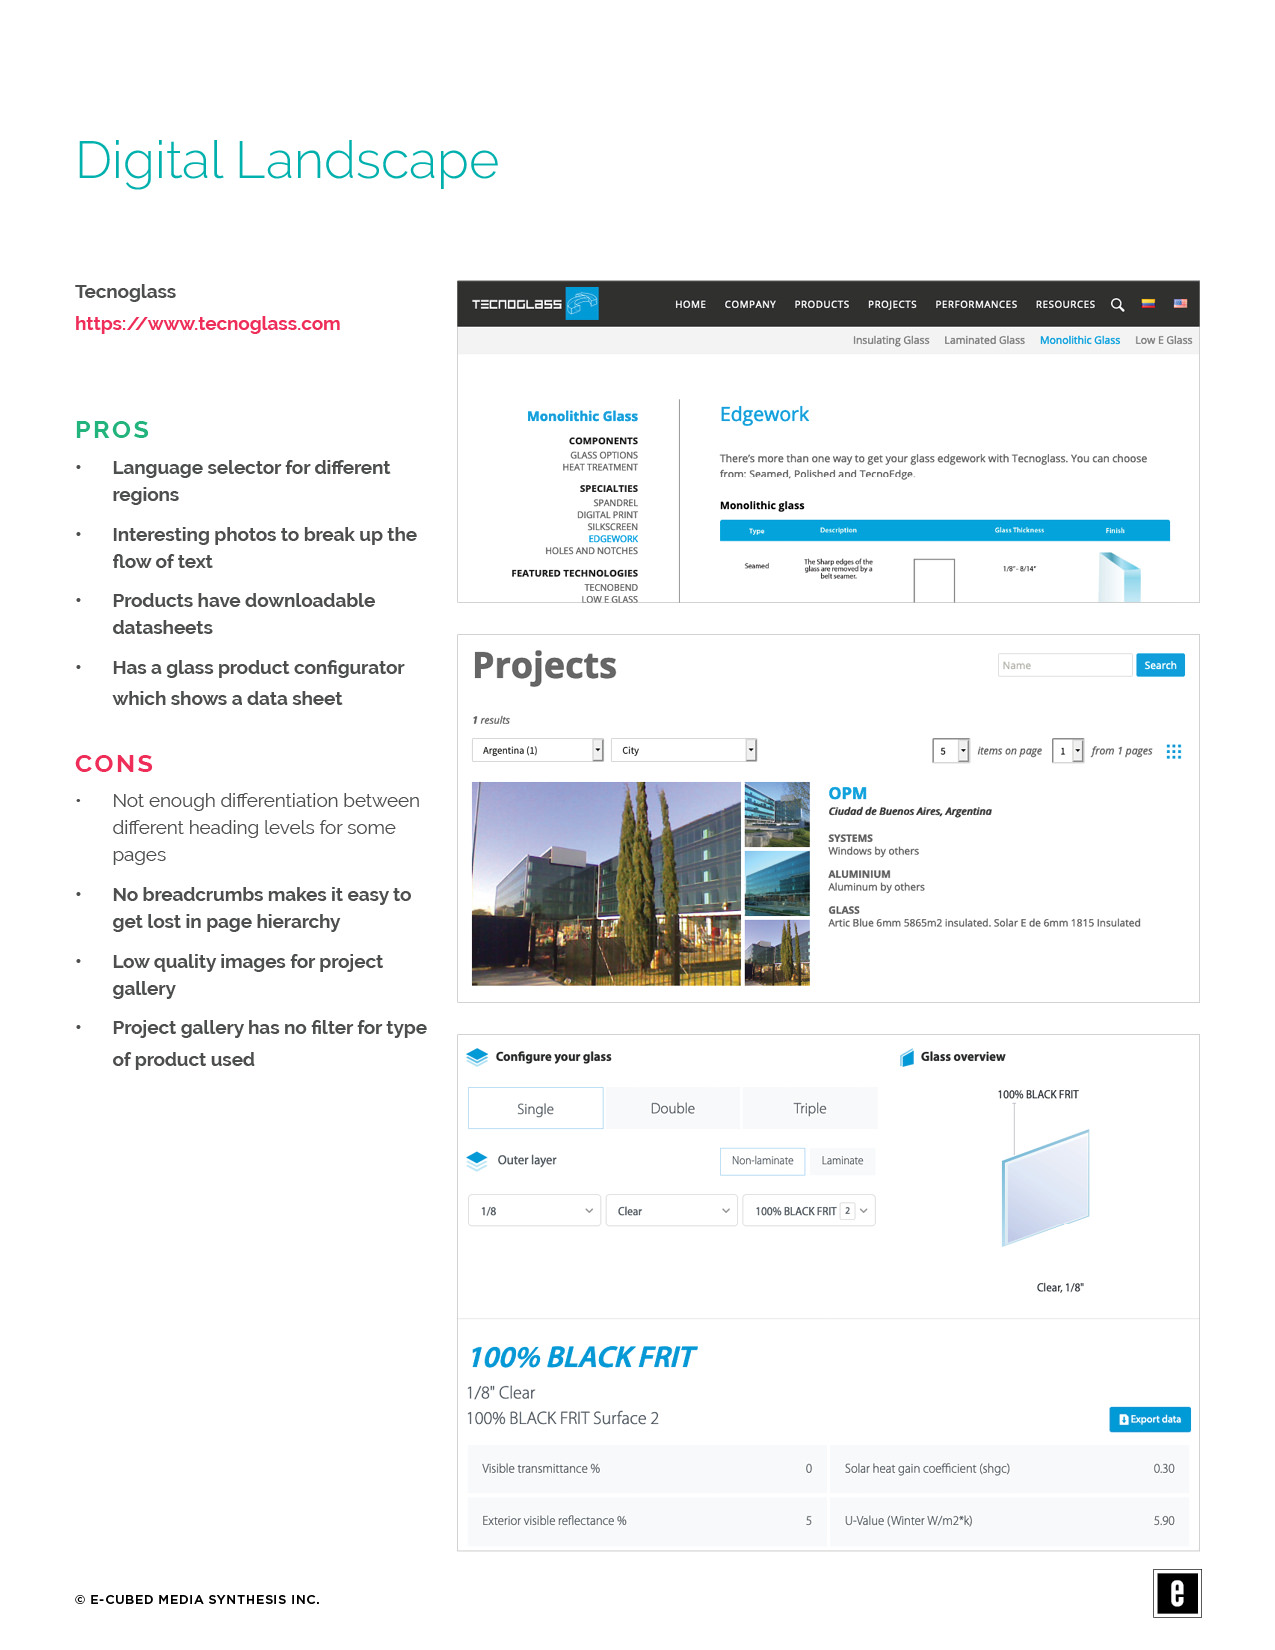 Digital Landscape
Tecnoglass
https://www.tecnoglass.com
PROS
• Language selector for different
regions
• Interesting photos to break up the
flow of text
• Products have downloadable
datasheets
• Has a glass product configurator
which shows a data sheet
CONS
• Not enough differentiation between
different heading levels for some
pages
• No breadcrumbs makes it easy to
get lost in page hierarchy
• Low quality images for project
gallery
• Project gallery has no filter for type
of product used
TECNOGLASS HOME COMPANY PRODUCTS PROJECTS PERFORMANCES RESOURCES
Insulating Glass Laminated Glass Monolithic Glass Low E Glass
Monolithic Glass
COMPONENTS
GLASS OPTIONS
HEAT TREATMENT
SPECIALTIES
SPANDREL
DIGITAL PRINT
SILKSCREEN
EDGEWORK
HOLES AND NOTCHES
FEATURED TECHNOLOGIES
TECNOBEND
LOW E GLASS
Edgework
There's more than one way to get your glass edgework with Tecnoglass. You can choose
from: Seamed, Polished and TecnoEdge.
Monolithic glass
Type Description Glass Thickness Finish
Seamed
The Sharp edges of the
glass are removed by a
belt seamer.
1/8" - 8/14"
Projects
Name Search
1 results
Argentina (1) City 5 items on page 1 from 1 pages
OPM
Ciudad de Buenos Aires, Argentina
SYSTEMS
Windows by others
ALUMINIUM
Aluminum by others
GLASS
Artic Blue 6mm 5865m2 insulated. Solar E de 6mm 1815 Insulated
Configure your glass
Single Double Triple
Outer layer Non-laminate Laminate
1/8 Clear 100% BLACK FRIT 2
Glass overview
100% BLACK FRIT
Clear, 1/8"
100% BLACK FRIT
1/8" Clear
100% BLACK FRIT Surface 2
Export data
Visible transmittance % 0 Solar heat gain coefficient (shgc) 0.30
Exterior visible reflectance % 5 U-Value (Winter W/m2*k) 5.90
© E-CUBED MEDIA SYNTHESIS INC.
e